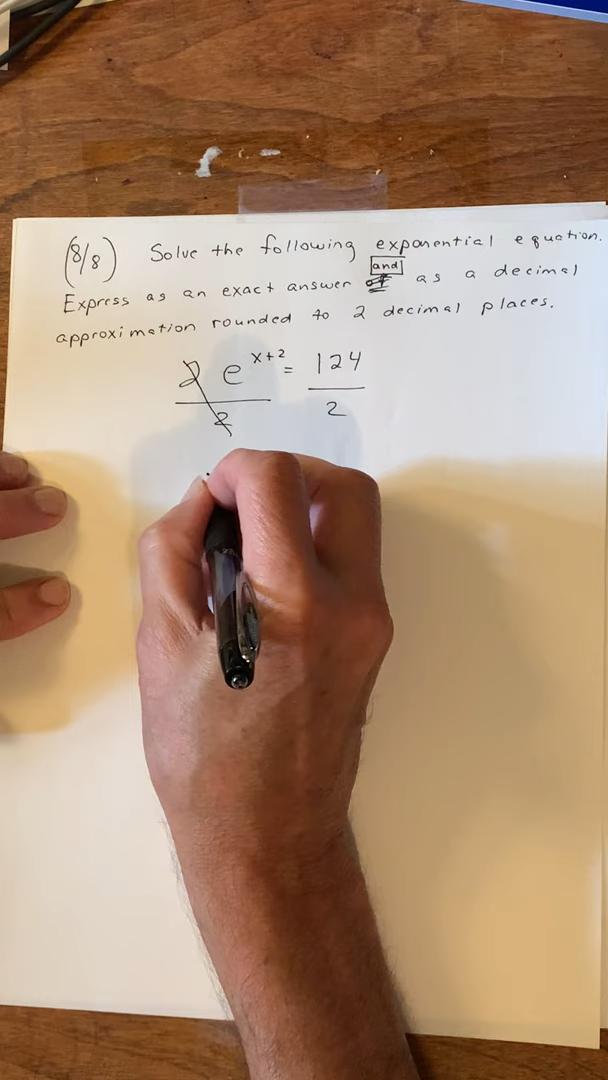 (8/8) Solve the following exponential equation.
and
Express as an exact answer as a decimal
approximation rounded to 2 decimal places.
2 e^x+2 = 124
2 2